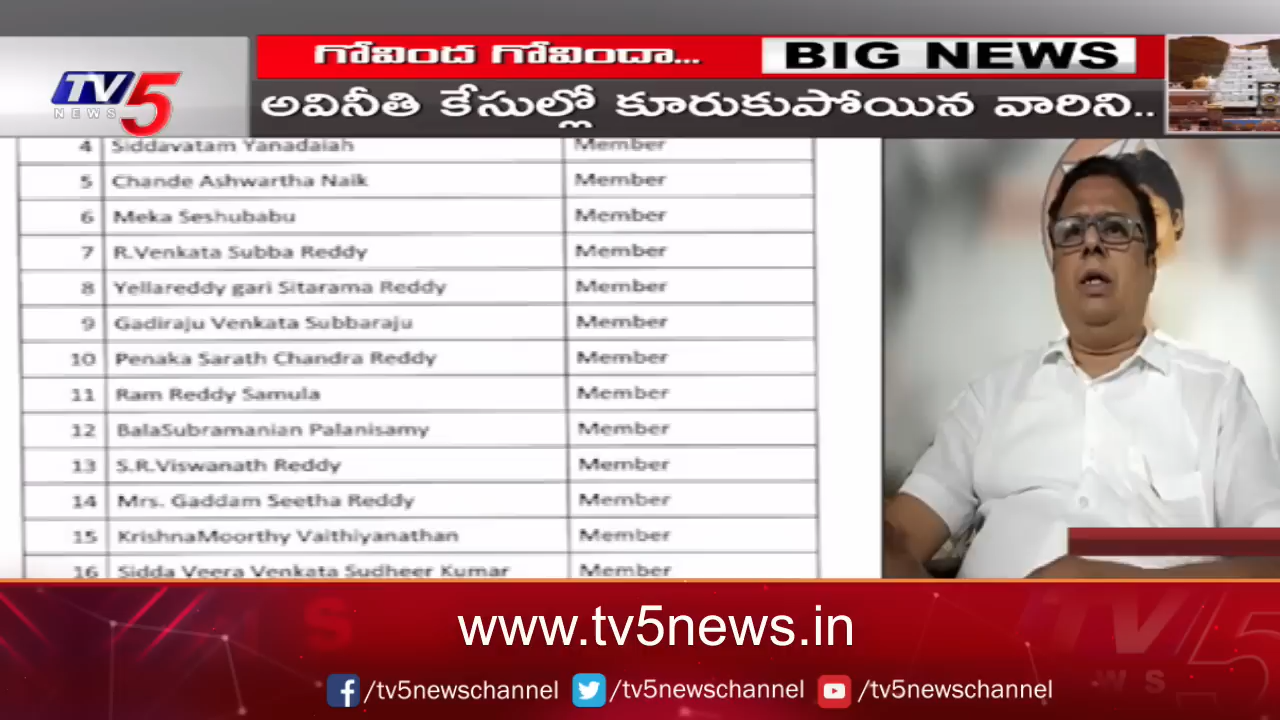 గోవింద గోవిందా...
BIG NEWS
TV5
NEWS
అవినీతి కేసుల్లో కూరుకుపోయిన వారిని..
4 Siddavatam Yanadaiah Member
5 Chande Ashwartha Naik Member
6 Meka Seshubabu Member
7 R.Venkata Subba Reddy Member
8 Yellareddy gari Sitarama Reddy Member
9 Gadiraju Venkata Subbaraju Member
10 Penaka Sarath Chandra Reddy Member
11 Ram Reddy Samula Member
12 BalaSubramanian Palanisamy Member
13 S.R.Viswanath Reddy Member
14 Mrs. Gaddam Seetha Reddy Member
15 KrishnaMoorthy Vaithiyanathan Member
16 Sidda Veera Venkata Sudheer Kumar Member
www.tv5news.in
/tv5newschannel /tv5newschannel /tv5newschannel